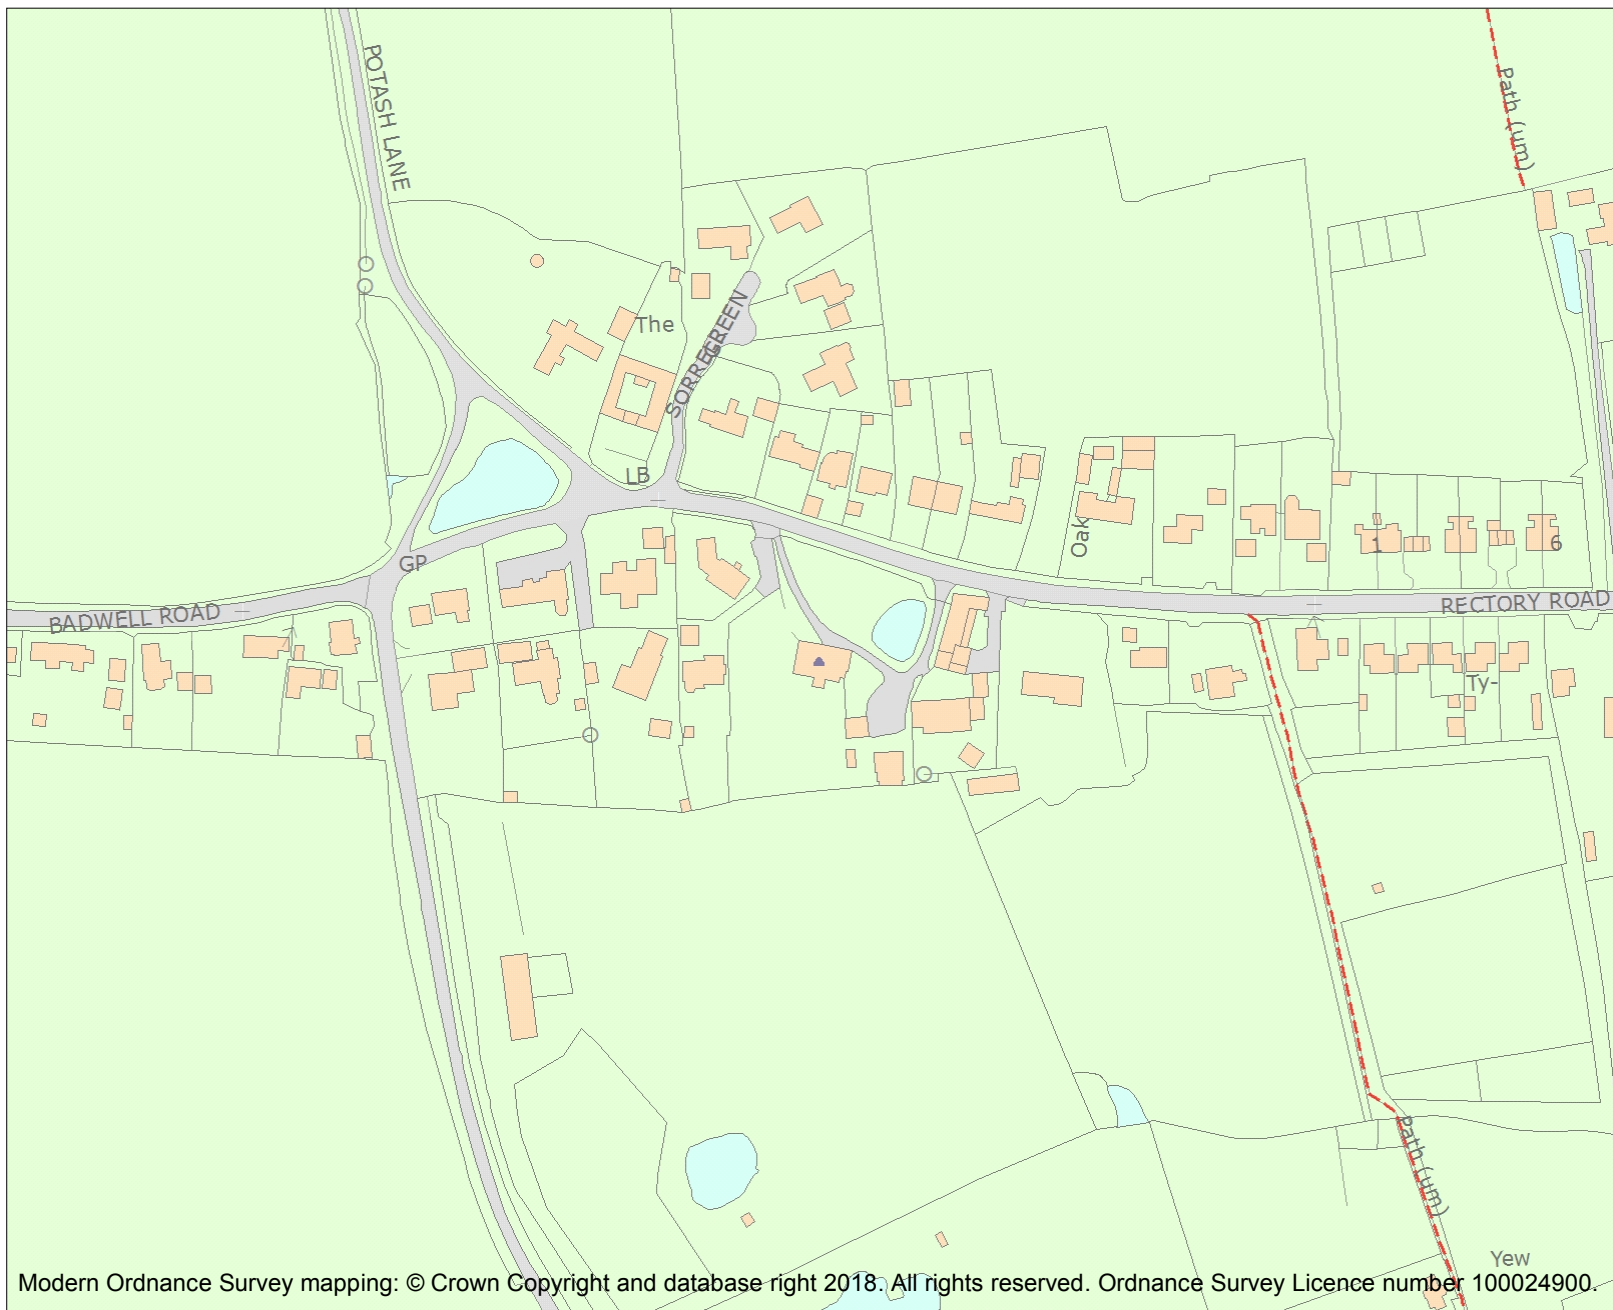 POTASH LANE
Path (um)
The
SORREL GREEN
LB
Oak
1
6
GP
BADWELL ROAD
RECTORY ROAD
Ty-
Path (um)
Yew
Modern Ordnance Survey mapping: © Crown Copyright and database right 2018. All rights reserved. Ordnance Survey Licence number 100024900.